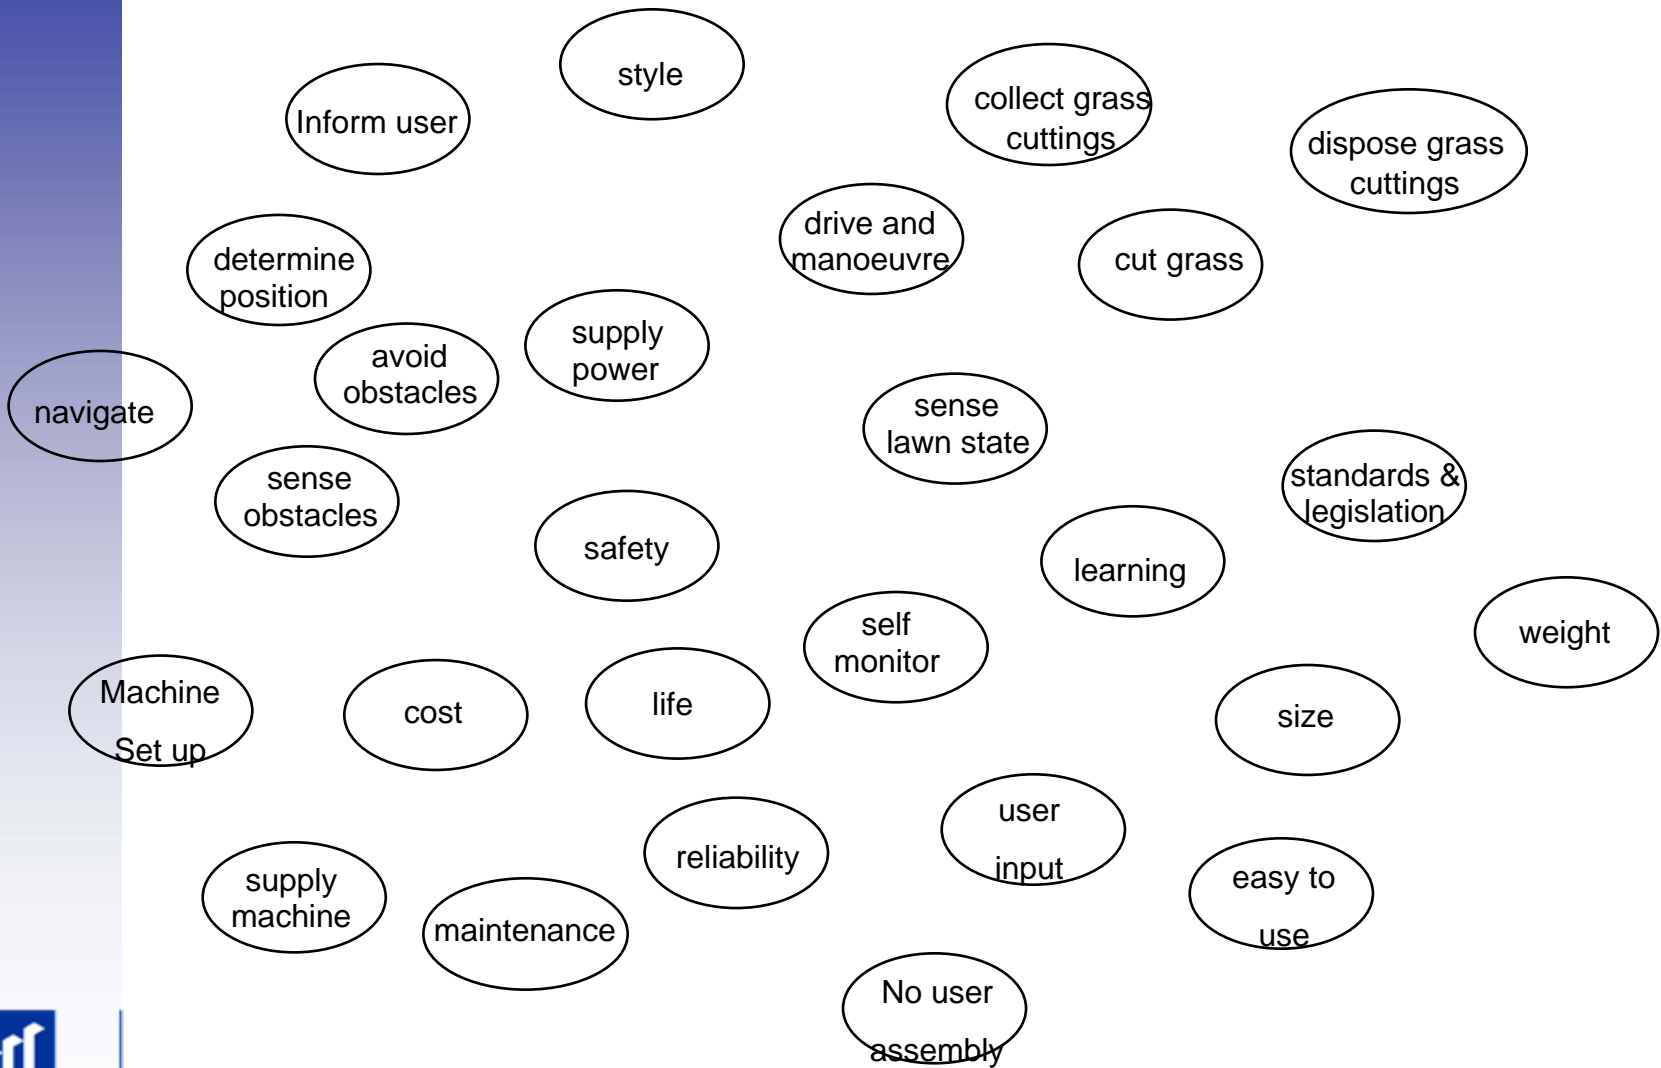 style
Inform user
collect grass
cuttings
dispose grass
cuttings
drive and
manoeuvre
cut grass
determine
position
supply
power
avoid
obstacles
navigate
sense
lawn state
sense
obstacles
standards &
legislation
safety
learning
self
monitor
weight
Machine
Set up
cost
life
size
user
input
reliability
easy to
use
supply
machine
maintenance
No user
assembly